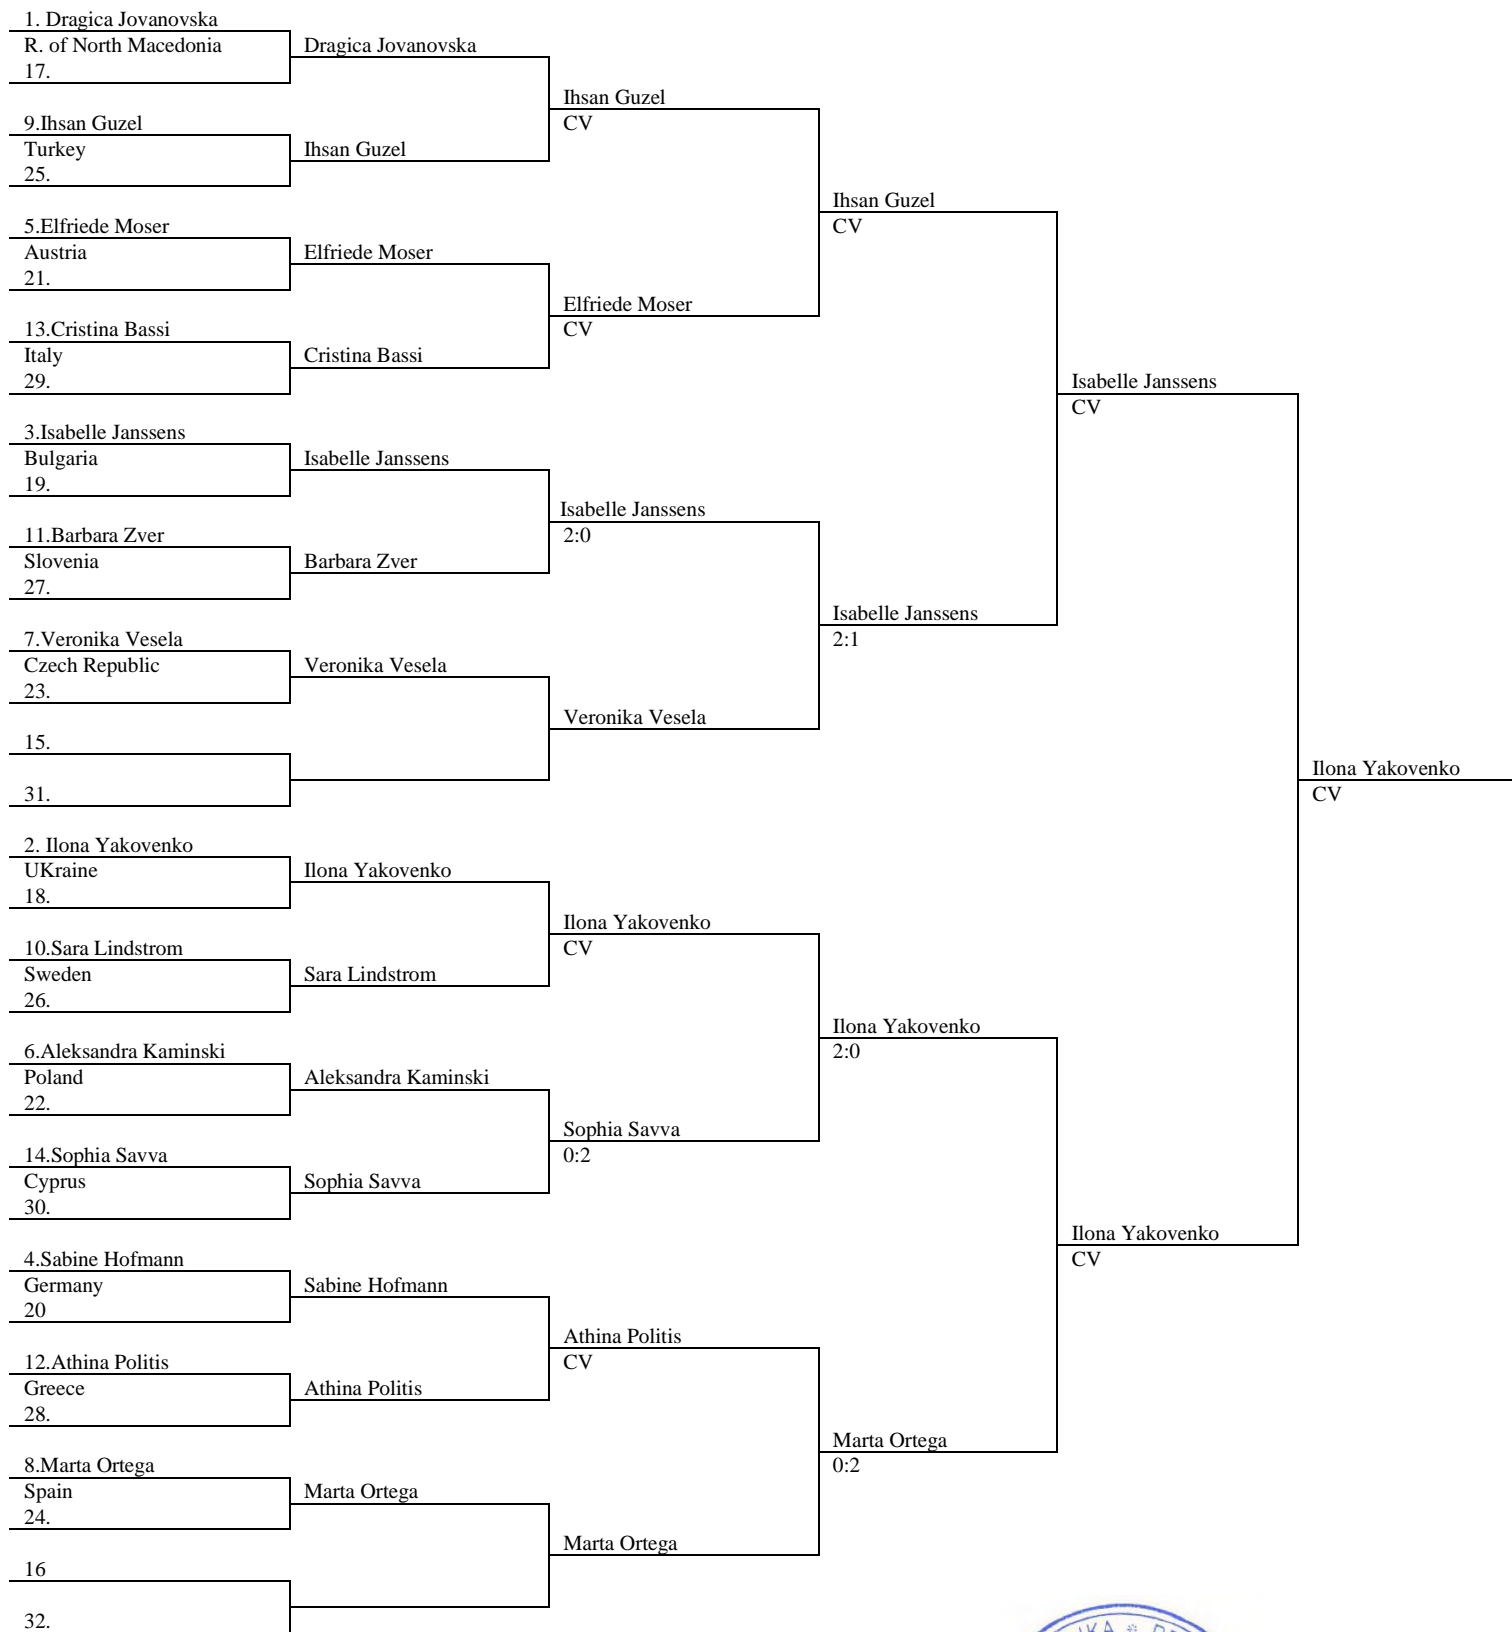 1. Dragica Jovanovska
R. of North Macedonia
17.
9.Ihsan Guzel
Turkey
25.
5.Elfriede Moser
Austria
21.
13.Cristina Bassi
Italy
29.
3.Isabelle Janssens
Bulgaria
19.
11.Barbara Zver
Slovenia
27.
7.Veronika Vesela
Czech Republic
23.
15.
31.
2. Ilona Yakovenko
UKraine
18.
10.Sara Lindstrom
Sweden
26.
6.Aleksandra Kaminski
Poland
22.
14.Sophia Savva
Cyprus
30.
4.Sabine Hofmann
Germany
20
12.Athina Politis
Greece
28.
8.Marta Ortega
Spain
24.
16
32.
Dragica Jovanovska
Ihsan Guzel
Elfriede Moser
Cristina Bassi
Isabelle Janssens
Barbara Zver
Veronika Vesela
Ilona Yakovenko
Sara Lindstrom
Aleksandra Kaminski
Sophia Savva
Sabine Hofmann
Athina Politis
Marta Ortega
Ihsan Guzel
CV
Elfriede Moser
CV
Isabelle Janssens
2:0
Veronika Vesela
Ilona Yakovenko
CV
Sophia Savva
0:2
Athina Politis
CV
Marta Ortega
Ihsan Guzel
CV
Isabelle Janssens
2:1
Ilona Yakovenko
2:0
Marta Ortega
0:2
Isabelle Janssens
CV
Ilona Yakovenko
CV
Ilona Yakovenko
CV